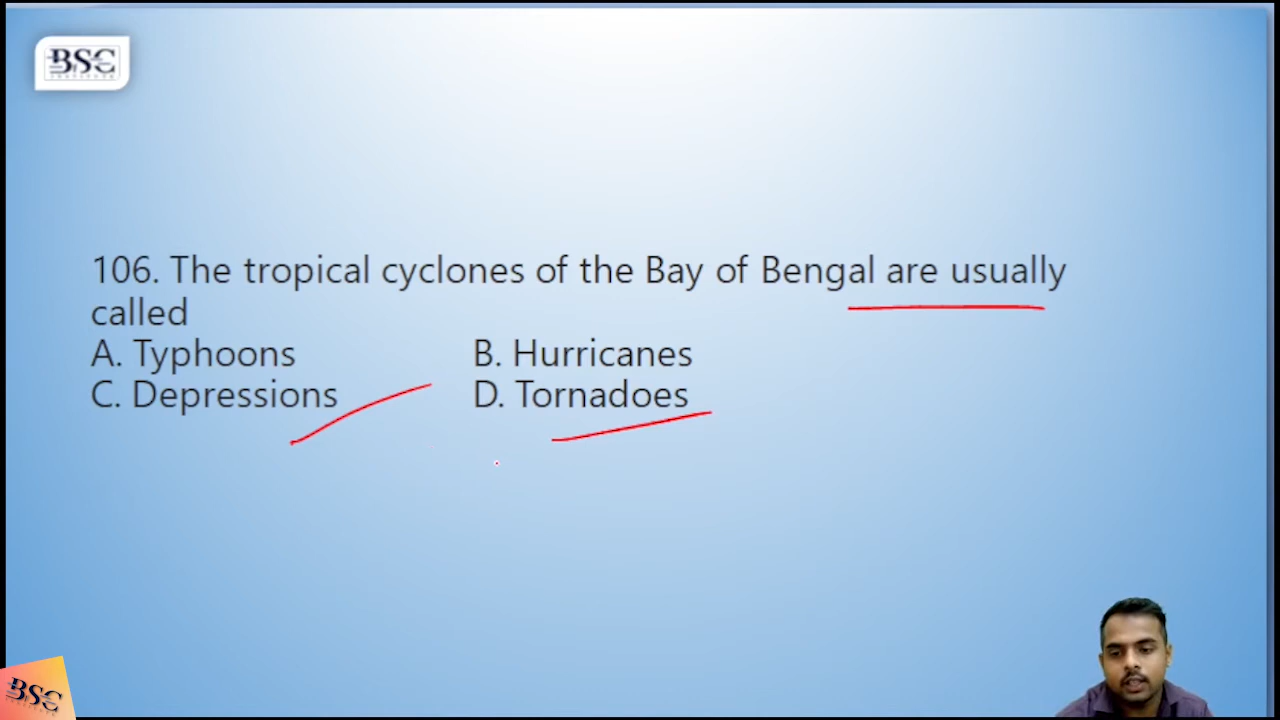 BSC
106. The tropical cyclones of the Bay of Bengal are usually
called
A. Typhoons B. Hurricanes
C. Depressions D. Tornadoes
BSC